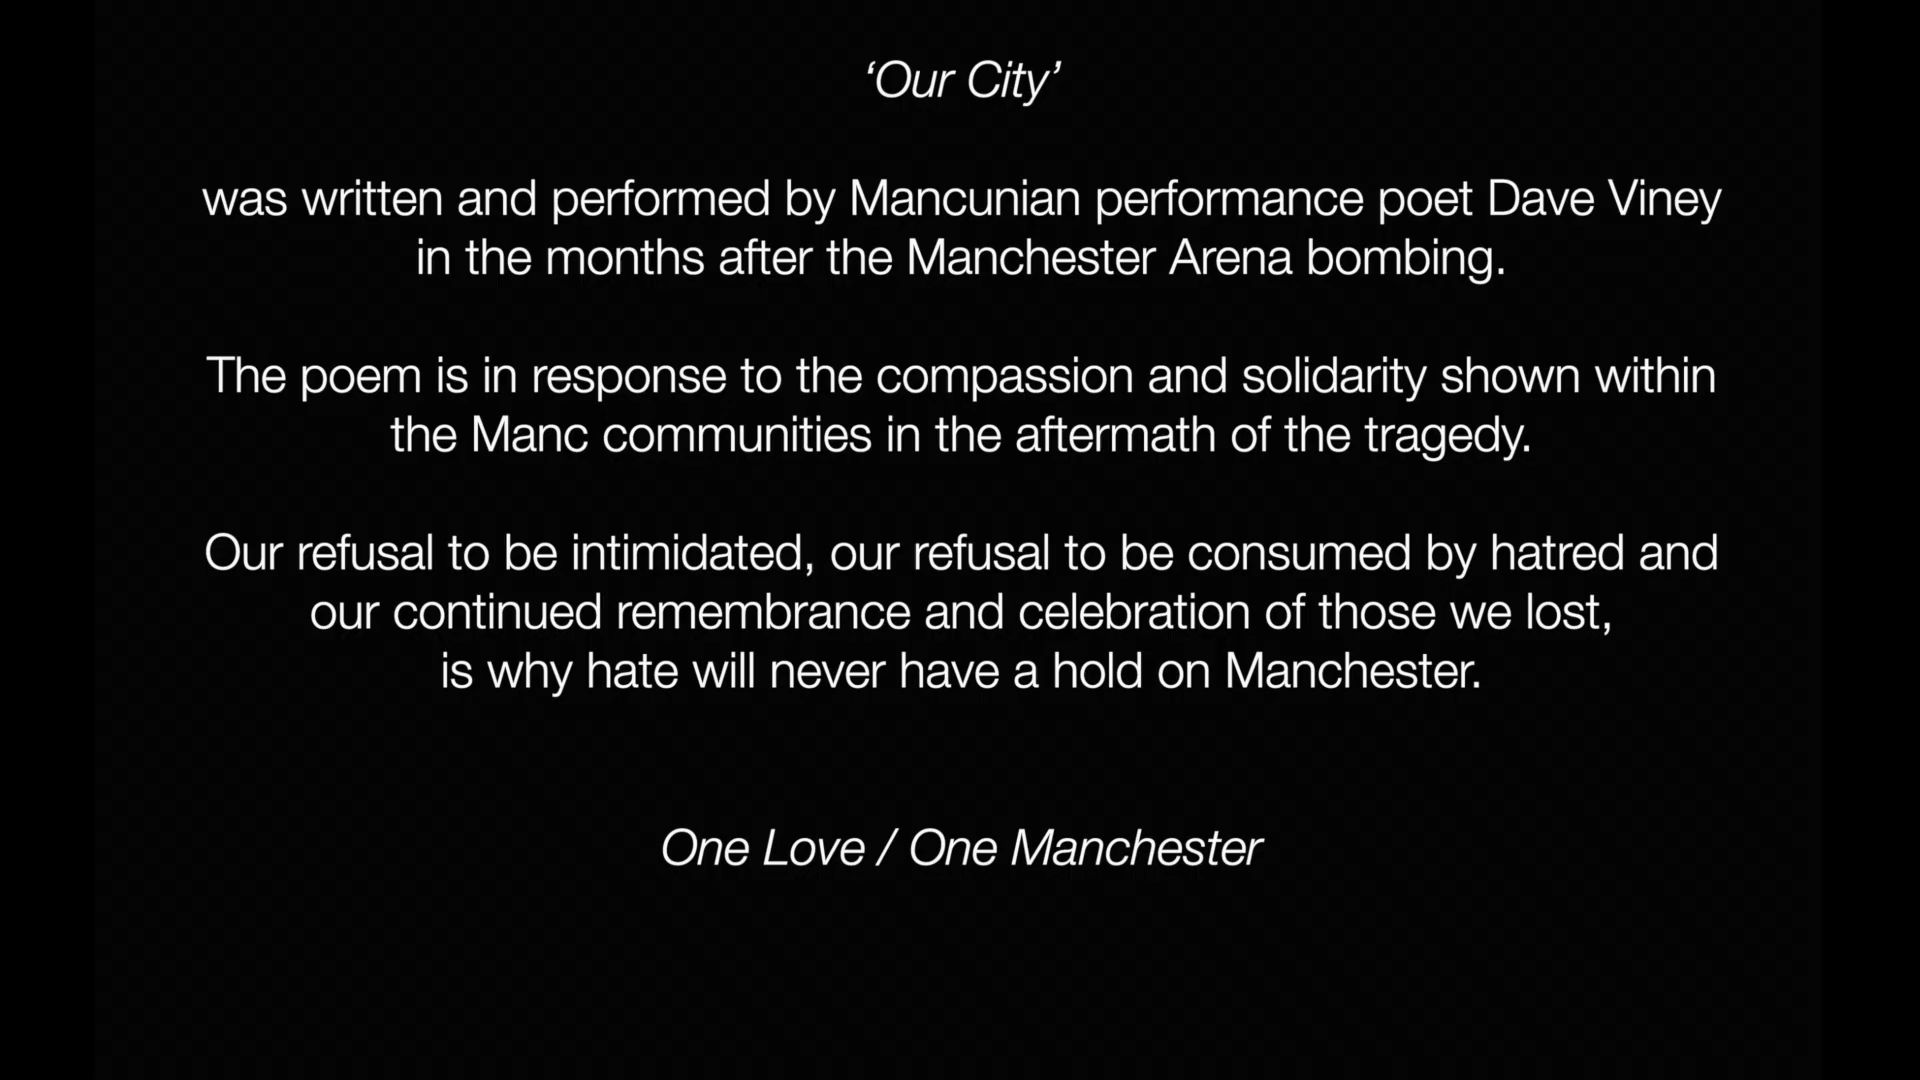 ‘Our City’
was written and performed by Mancunian performance poet Dave Viney
in the months after the Manchester Arena bombing.
The poem is in response to the compassion and solidarity shown within
the Manc communities in the aftermath of the tragedy.
Our refusal to be intimidated, our refusal to be consumed by hatred and
our continued remembrance and celebration of those we lost,
is why hate will never have a hold on Manchester.
One Love / One Manchester